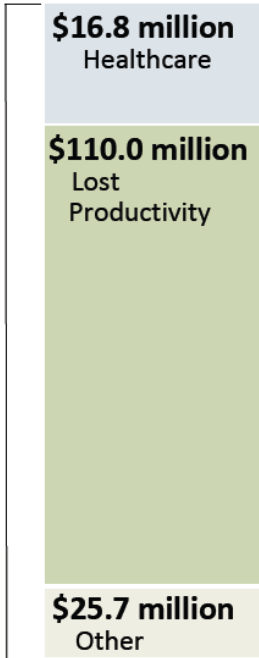 $16.8 million
Healthcare
$110.0 million
Lost
Productivity
$25.7 million
Other